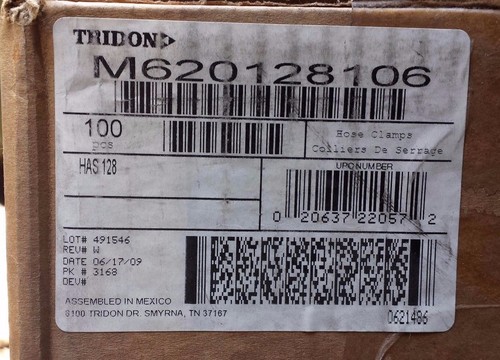 TRIDON
M620128106
100
pcs
Hose Clamps
Colliers De Serrage
HAS 128
UPC NUMBER
0 20637 22057 2
LOT# 491546
REV# W
DATE 06/17/09
PK # 3168
DEV#
ASSEMBLED IN MEXICO
8100 TRIDON DR. SMYRNA, TN 37167
0621486